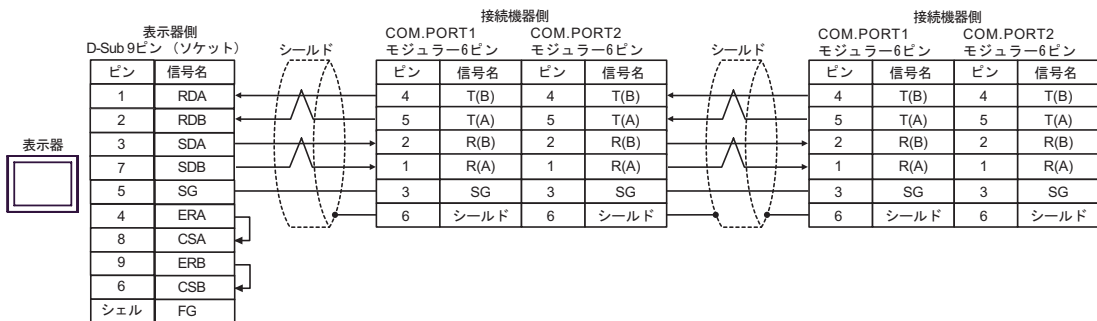 表示器
表示器側
D-Sub 9ピン （ソケット）
ピン 信号名
1 RDA
2 RDB
3 SDA
7 SDB
5 SG
4 ERA
8 CSA
9 ERB
6 CSB
シェル FG
シールド
接続機器側
COM.PORT1 COM.PORT2
モジュラー6ピン モジュラー6ピン
ピン 信号名 ピン 信号名
4 T(B) 4 T(B)
5 T(A) 5 T(A)
2 R(B) 2 R(B)
1 R(A) 1 R(A)
3 SG 3 SG
6 シールド 6 シールド
シールド
接続機器側
COM.PORT1 COM.PORT2
モジュラー6ピン モジュラー6ピン
ピン 信号名 ピン 信号名
4 T(B) 4 T(B)
5 T(A) 5 T(A)
2 R(B) 2 R(B)
1 R(A) 1 R(A)
3 SG 3 SG
6 シールド 6 シールド